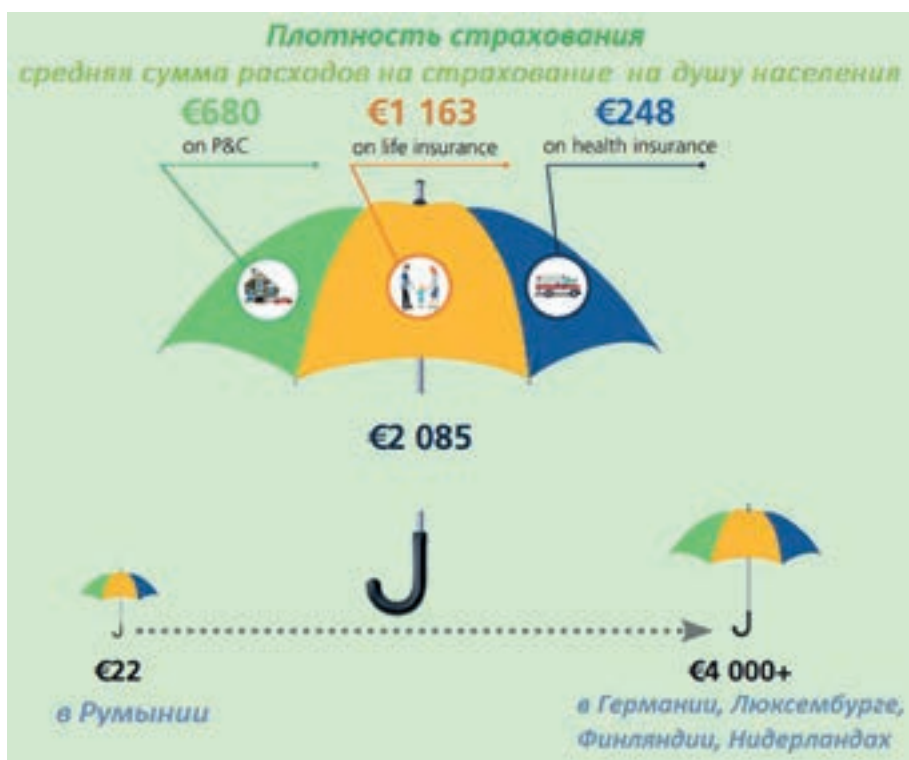 Плотность страхования
средняя сумма расходов на страхование на душу населения
€680 €1 163 €248
on P&C on life insurance on health insurance
€2 085
€22 €4 000+
в Румынии в Германии, Люксембурге,
Финляндии, Нидерландах